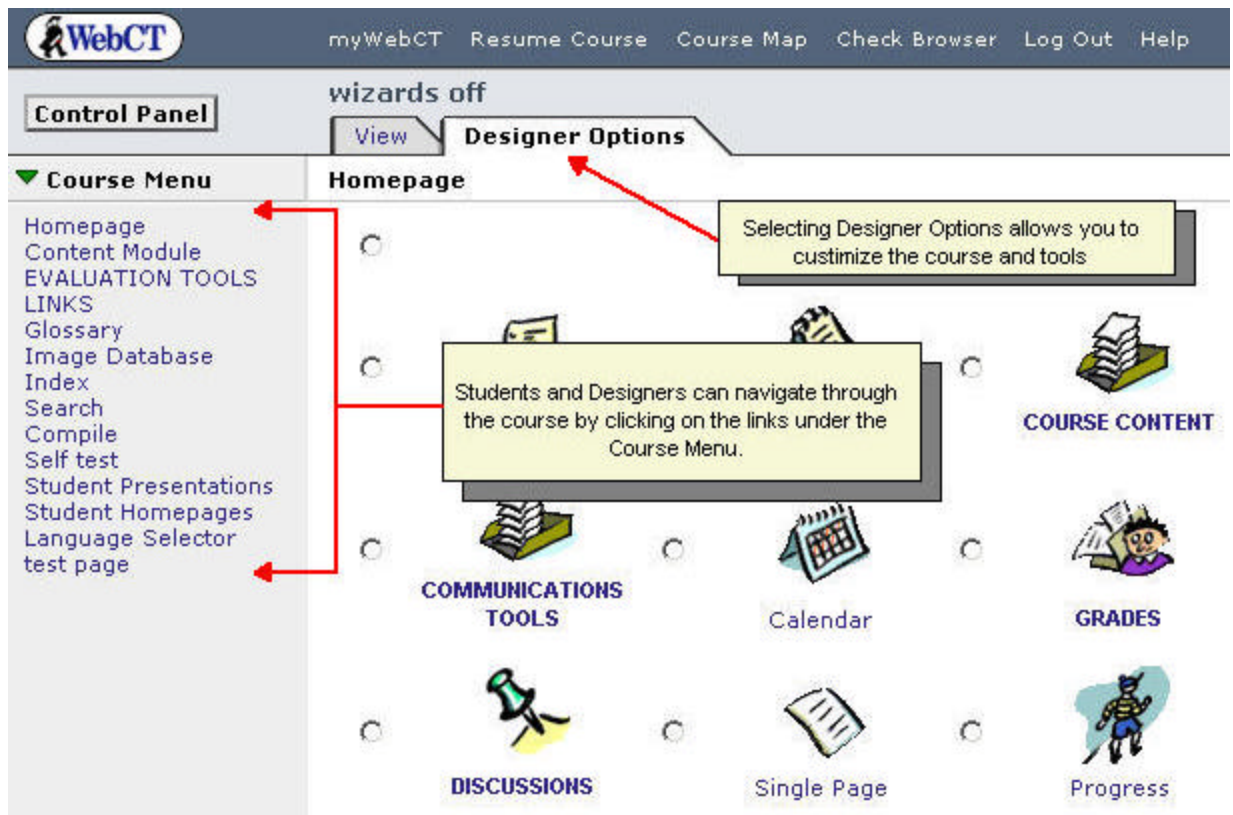 WebCT
myWebCT Resume Course Course Map Check Browser Log Out Help
Control Panel
wizards off
View Designer Options
Course Menu
Homepage
Homepage
Content Module
EVALUATION TOOLS
LINKS
Glossary
Image Database
Index
Search
Compile
Self test
Student Presentations
Student Homepages
Language Selector
test page
Selecting Designer Options allows you to
custimize the course and tools
Students and Designers can navigate through
the course by clicking on the links under the
Course Menu.
COURSE CONTENT
COMMUNICATIONS
TOOLS
Calendar
GRADES
DISCUSSIONS
Single Page
Progress